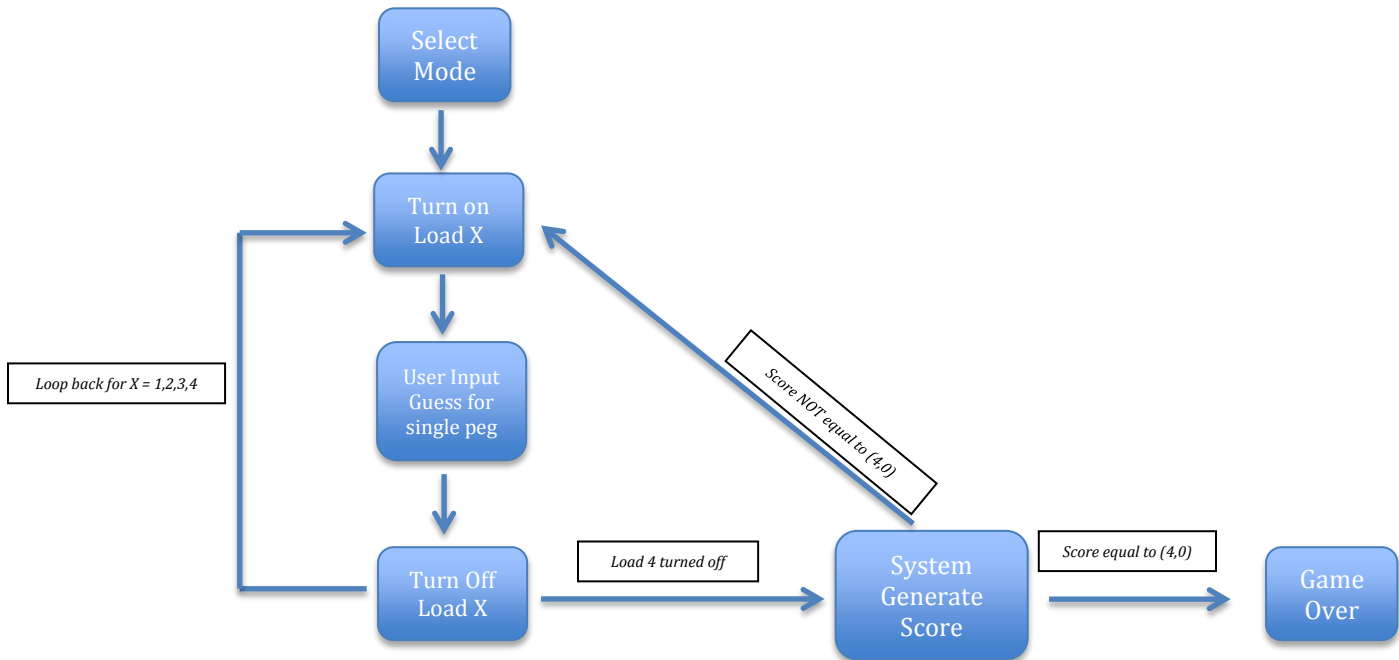 Select
Mode
Turn on
Load X
Loop back for X = 1,2,3,4
User Input
Guess for
single peg
Score NOT equal to (4,0)
Turn Off
Load X
Load 4 turned off
System
Generate
Score
Score equal to (4,0)
Game
Over